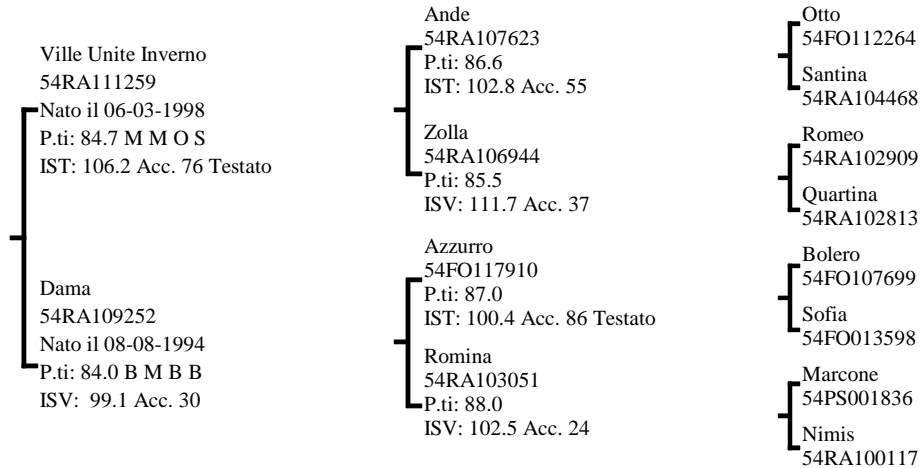 Ville Unite Inverno
54RA111259
Nato il 06-03-1998
P.ti: 84.7 M M O S
IST: 106.2 Acc. 76 Testato
Dama
54RA109252
Nato il 08-08-1994
P.ti: 84.0 B M B B
ISV: 99.1 Acc. 30
Ande
54RA107623
P.ti: 86.6
IST: 102.8 Acc. 55
Zolla
54RA106944
P.ti: 85.5
ISV: 111.7 Acc. 37
Azzurro
54FO117910
P.ti: 87.0
IST: 100.4 Acc. 86 Testato
Romina
54RA103051
P.ti: 88.0
ISV: 102.5 Acc. 24
Otto
54FO112264
Santina
54RA104468
Romeo
54RA102909
Quartina
54RA102813
Bolero
54FO107699
Sofia
54FO013598
Marcone
54PS001836
Nimis
54RA100117